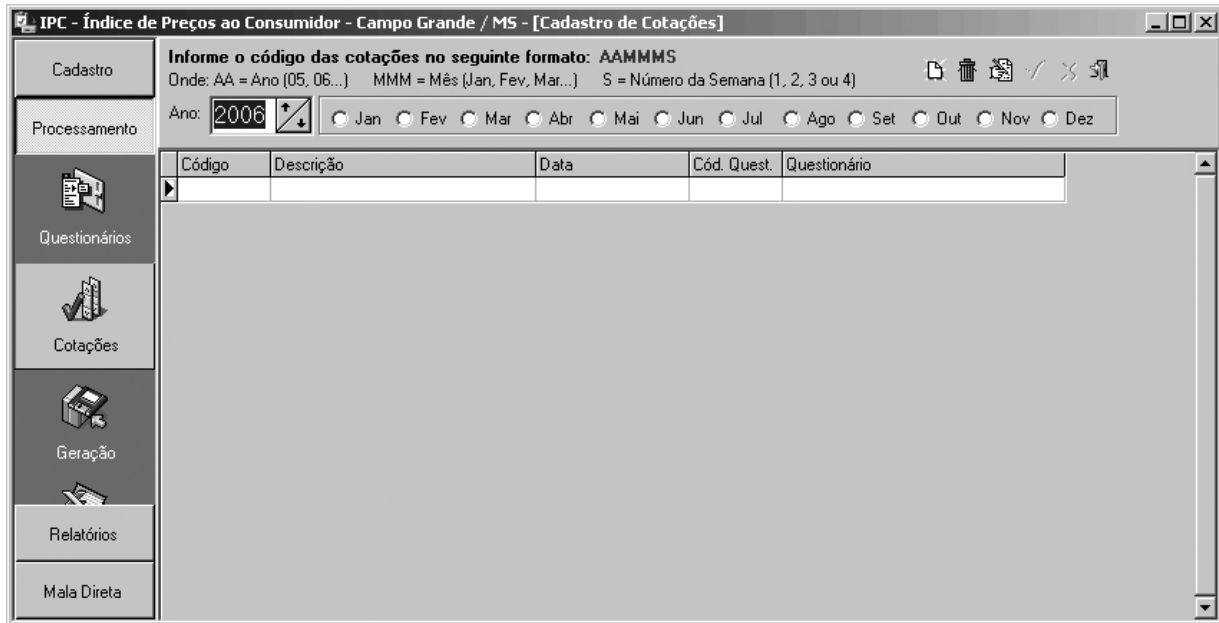 IPC - Índice de Preços ao Consumidor - Campo Grande / MS - [Cadastro de Cotações]
Cadastro
Processamento
Questionários
Cotações
Geração
Relatórios
Mala Direta
Informe o código das cotações no seguinte formato: AAMMMS
Onde: AA = Ano (05, 06...) MMM = Mês (Jan, Fev, Mar...) S = Número da Semana (1, 2, 3 ou 4)
Ano: 2006 Jan Fev Mar Abr Mai Jun Jul Ago Set Out Nov Dez
Código Descrição Data Cód. Quest. Questionário